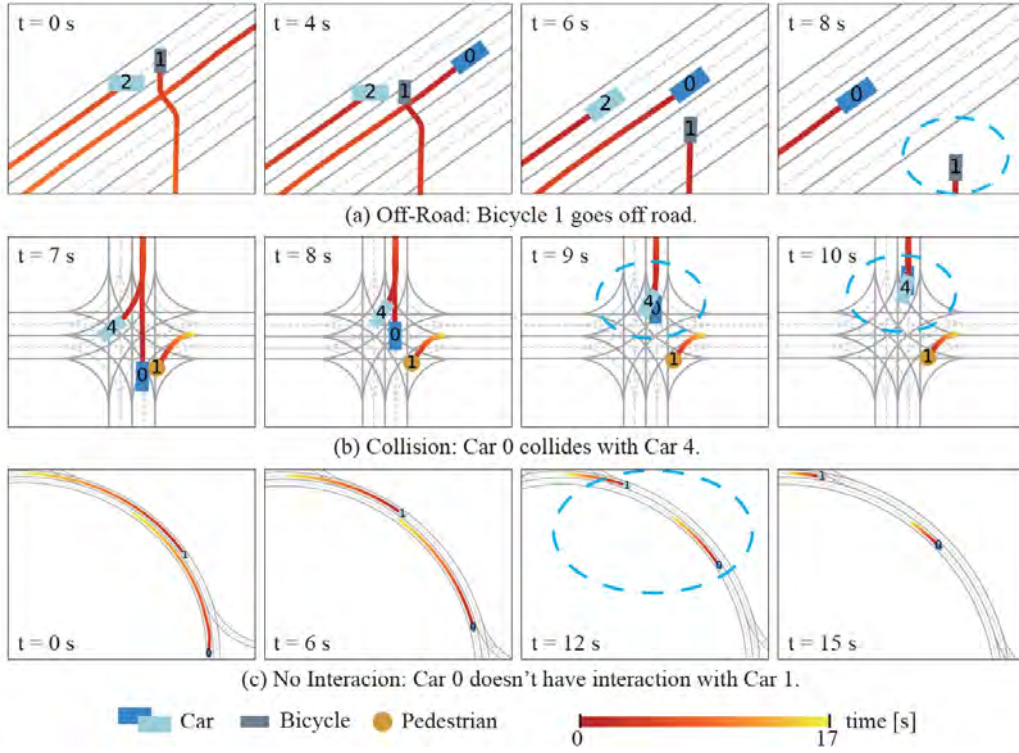 t = 0 s
t = 4 s
t = 6 s
t = 8 s
2 1
2 1 0
2 0 1
0 1
(a) Off-Road: Bicycle 1 goes off road.
t = 7 s
t = 8 s
t = 9 s
t = 10 s
4 0 1
4 0 1
4 0 1
4 1
(b) Collision: Car 0 collides with Car 4.
1 0
1 0
1 0
1 0
t = 0 s
t = 6 s
t = 12 s
t = 15 s
(c) No Interacion: Car 0 doesn't have interaction with Car 1.
Car
Bicycle
Pedestrian
time [s]
0
17